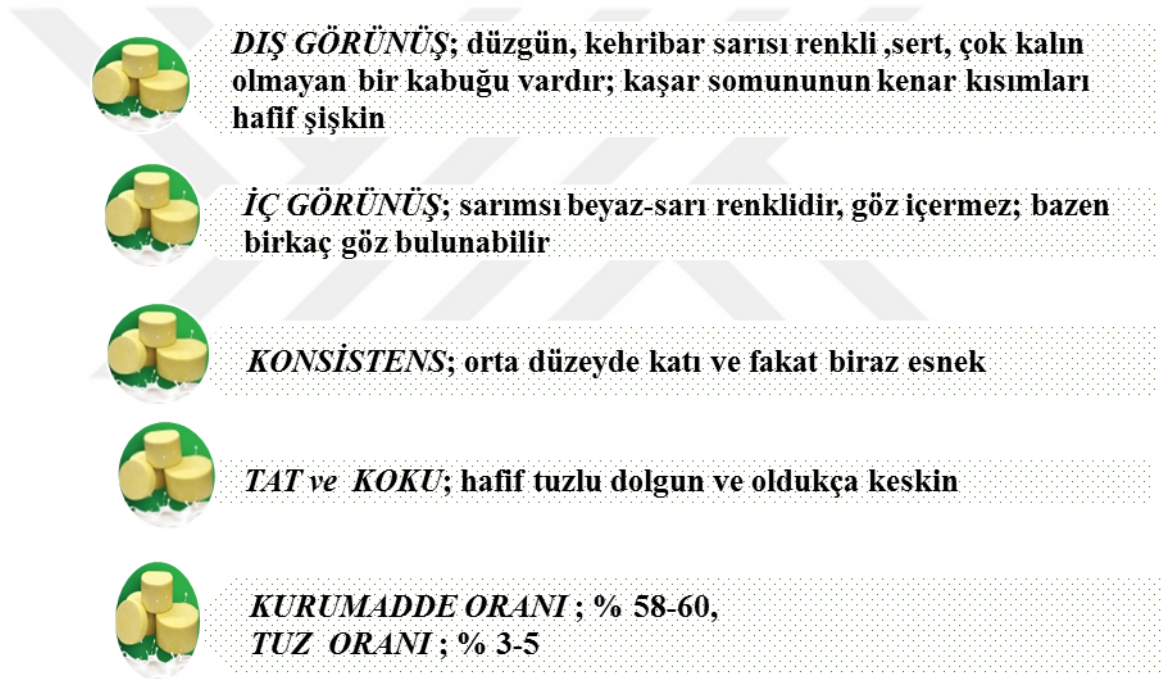 DIŞ GÖRÜNÜŞ; düzgün, kehribar sarısı renkli ,sert, çok kalın
olmayan bir kabuğu vardır; kaşar somununun kenar kısımları
hafif şişkin
İÇ GÖRÜNÜŞ; sarımsı beyaz-sarı renklidir, göz içermez; bazen
birkaç göz bulunabilir
KONSİSTENS; orta düzeyde katı ve fakat biraz esnek
TAT ve KOKU; hafif tuzlu dolgun ve oldukça keskin
KURUMADDE ORANI ; % 58-60,
TUZ ORANI ; % 3-5